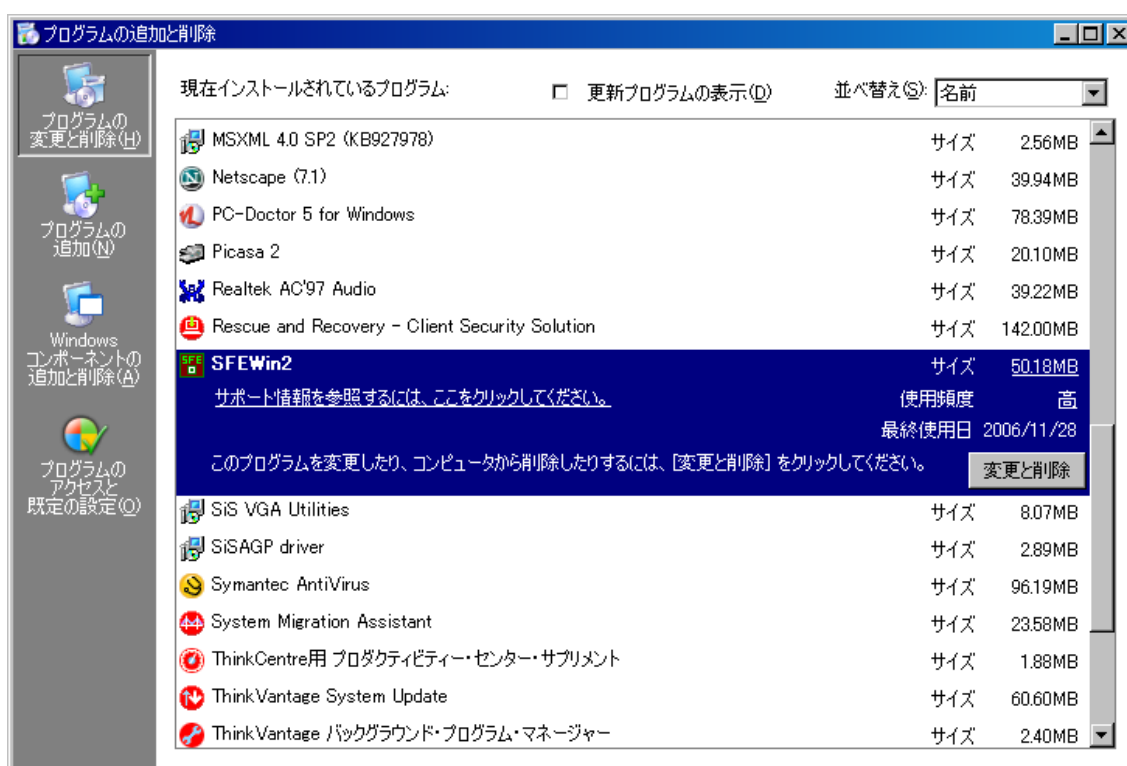 プログラムの追加と削除
プログラムの
変更と削除(H)
プログラムの
追加(N)
Windows
コンポーネントの
追加と削除(A)
プログラムの
アクセスと
既定の設定(O)
現在インストールされているプログラム:
更新プログラムの表示(D)
並べ替え(S): 名前
MSXML 4.0 SP2 (KB927978) サイズ 2.56MB
Netscape (7.1) サイズ 39.94MB
PC-Doctor 5 for Windows サイズ 78.39MB
Picasa 2 サイズ 20.10MB
Realtek AC'97 Audio サイズ 39.22MB
Rescue and Recovery - Client Security Solution サイズ 142.00MB
SFEWin2 サイズ 50.18MB
サポート情報を参照するには、ここをクリックしてください。 使用頻度 高
最終使用日 2006/11/28
このプログラムを変更したり、コンピュータから削除したりするには、[変更と削除] をクリックしてください。 変更と削除
SiS VGA Utilities サイズ 8.07MB
SiSAGP driver サイズ 2.89MB
Symantec AntiVirus サイズ 96.19MB
System Migration Assistant サイズ 23.58MB
ThinkCentre用 プロダクティビティー・センター・サプリメント サイズ 1.88MB
ThinkVantage System Update サイズ 60.60MB
ThinkVantage バックグラウンド・プログラム・マネージャー サイズ 2.40MB